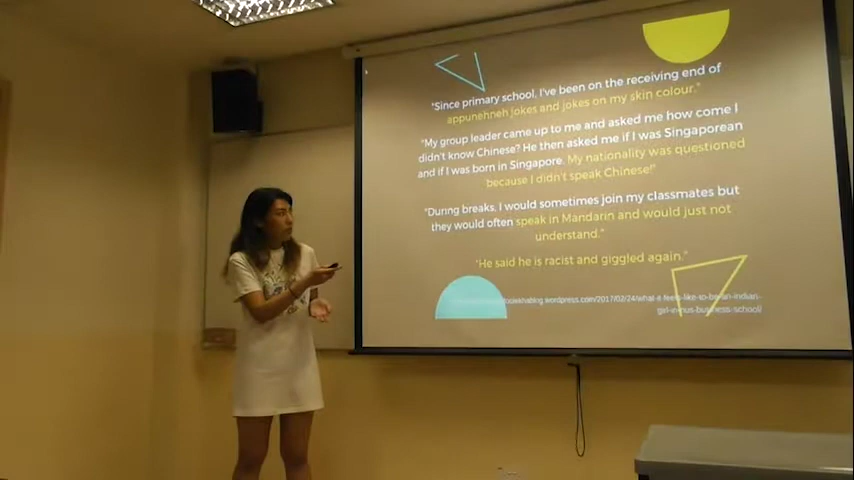 "Since primary school, I've been on the receiving end of
appunehneh jokes and jokes on my skin colour."
"My group leader came up to me and asked me how come I
didn't know Chinese? He then asked me if I was Singaporean
and if I was born in Singapore. My nationality was questioned
because I didn't speak Chinese!"
"During breaks, I would sometimes join my classmates but
they would often speak in Mandarin and would just not
understand."
"He said he is racist and giggled again."
wordpress.com/2017/02/24/what-it-feels-like-to-be-an-indian-
girl-in-nus-business-school/